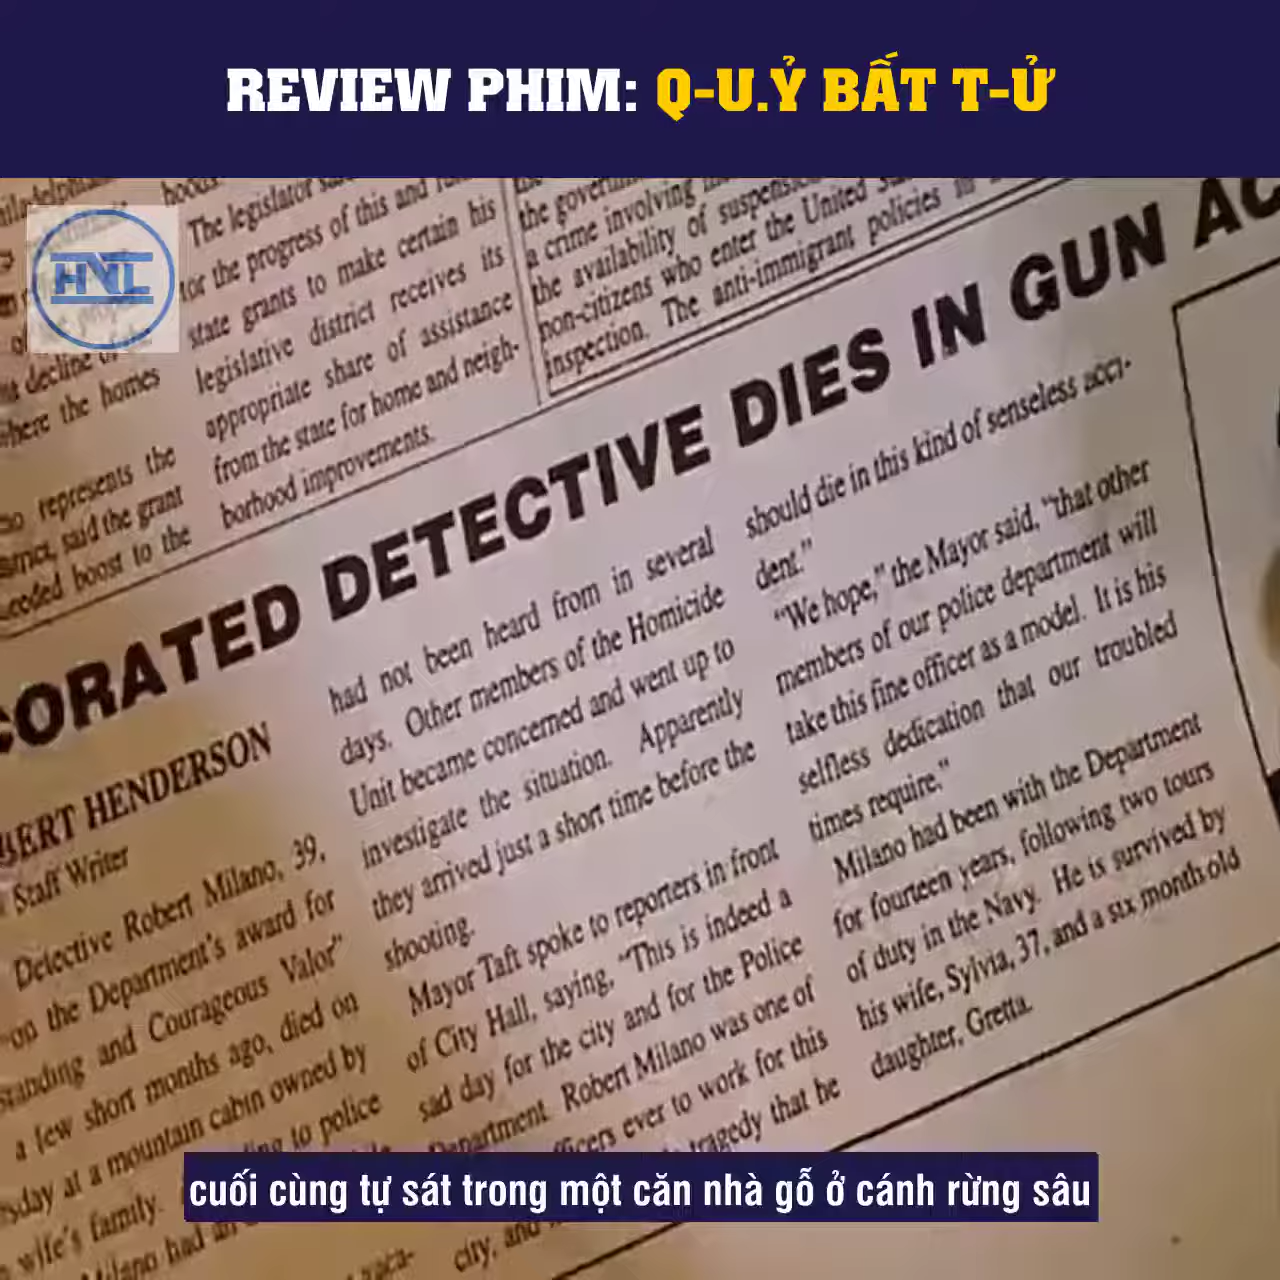 REVIEW PHIM: Q-U.Ỷ BẤT T-Ử
HNL
The legislator
for the progress of this and
state grants to make certain his
legislative district receives its
appropriate share of assistance
from the state for home and neigh-
borhood improvements.
decline of the
where the homes
represents the
said the grant
needed boost to the
the
a crime involving
the availability of
non-citizens who enter the United
inspection. The anti-immigrant policies in
CORATED DETECTIVE DIES IN GUN AC
BERT HENDERSON
Staff Writer
Detective Robert Milano, 39,
on the Department's award for
standing and Courageous Valor"
a few short months ago, died on
sday at a mountain cabin owned by
wife's family. to police
Milano had
had not been heard from in several
days. Other members of the Homicide
Unit became concerned and went up to
investigate the situation. Apparently
they arrived just a short time before the
shooting.
Mayor Taft spoke to reporters in front
of City Hall, saying, "This is indeed a
sad day for the city and for the Police
Department. Robert Milano was one of
officers ever to work for this
tragedy that he
city, and
should die in this kind of senseless acci-
dent."
"We hope," the Mayor said, "that other
members of our police department will
take this fine officer as a model. It is his
selfless dedication that our troubled
times require."
Milano had been with the Department
for fourteen years, following two tours
of duty in the Navy. He is survived by
his wife, Sylvia, 37, and a six month old
daughter, Gretta.
cuối cùng tự sát trong một căn nhà gỗ ở cánh rừng sâu